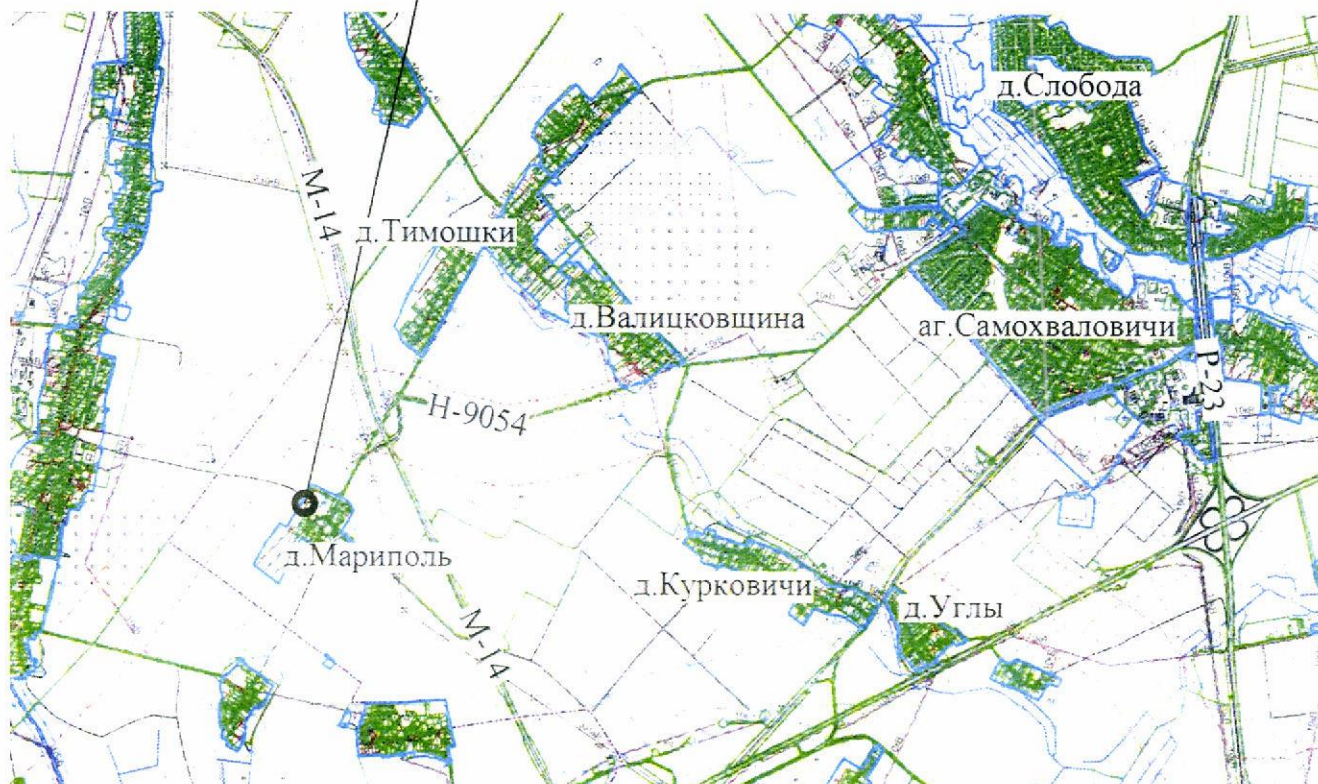 д.Слобода
М-14
д.Тимошки
д.Валицковщина
аг.Самохваловичи
Р-23
Н-9054
д.Мариполь
д.Курковичи
д.Углы
М-14